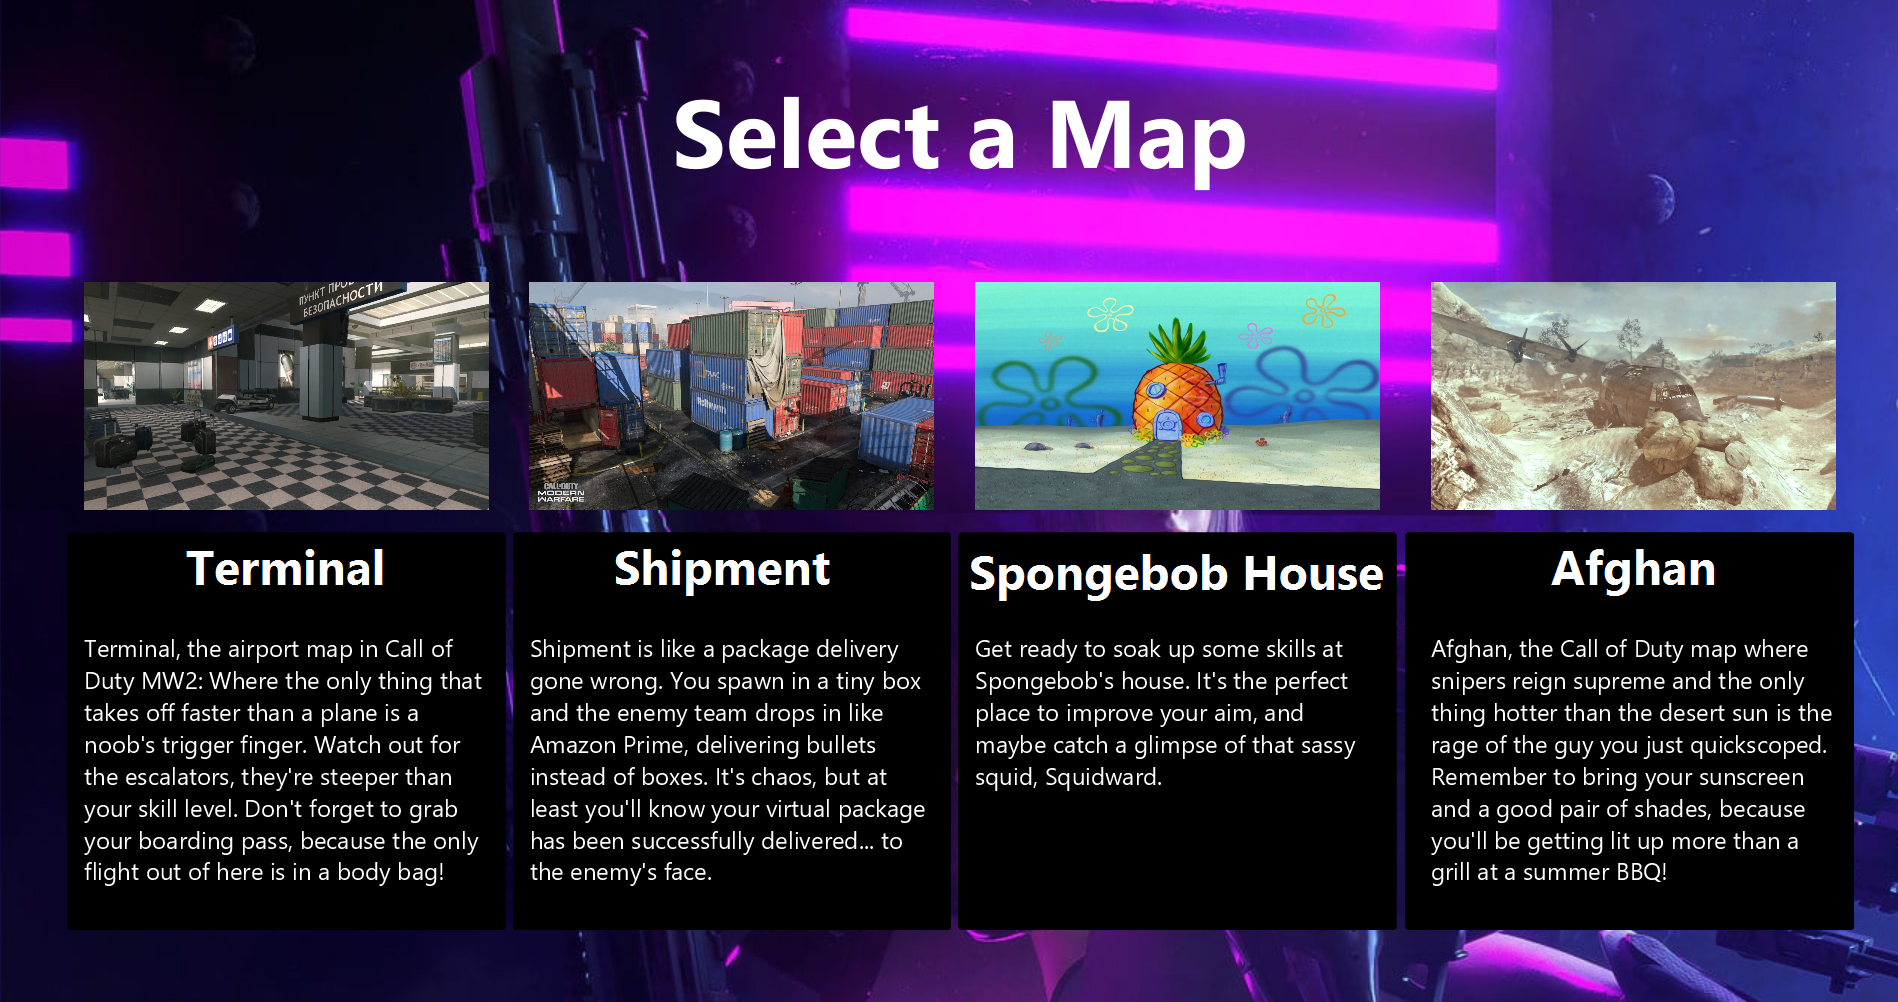 Select a Map
ПУНКТ
БЕЗОПАСНОСТИ
CALL OF DUTY
MODERN
WARFARE
Terminal
Terminal, the airport map in Call of
Duty MW2: Where the only thing that
takes off faster than a plane is a
noob's trigger finger. Watch out for
the escalators, they're steeper than
your skill level. Don't forget to grab
your boarding pass, because the only
flight out of here is in a body bag!
Shipment
Shipment is like a package delivery
gone wrong. You spawn in a tiny box
and the enemy team drops in like
Amazon Prime, delivering bullets
instead of boxes. It's chaos, but at
least you'll know your virtual package
has been successfully delivered... to
the enemy's face.
Spongebob House
Get ready to soak up some skills at
Spongebob's house. It's the perfect
place to improve your aim, and
maybe catch a glimpse of that sassy
squid, Squidward.
Afghan
Afghan, the Call of Duty map where
snipers reign supreme and the only
thing hotter than the desert sun is the
rage of the guy you just quickscoped.
Remember to bring your sunscreen
and a good pair of shades, because
you'll be getting lit up more than a
grill at a summer BBQ!